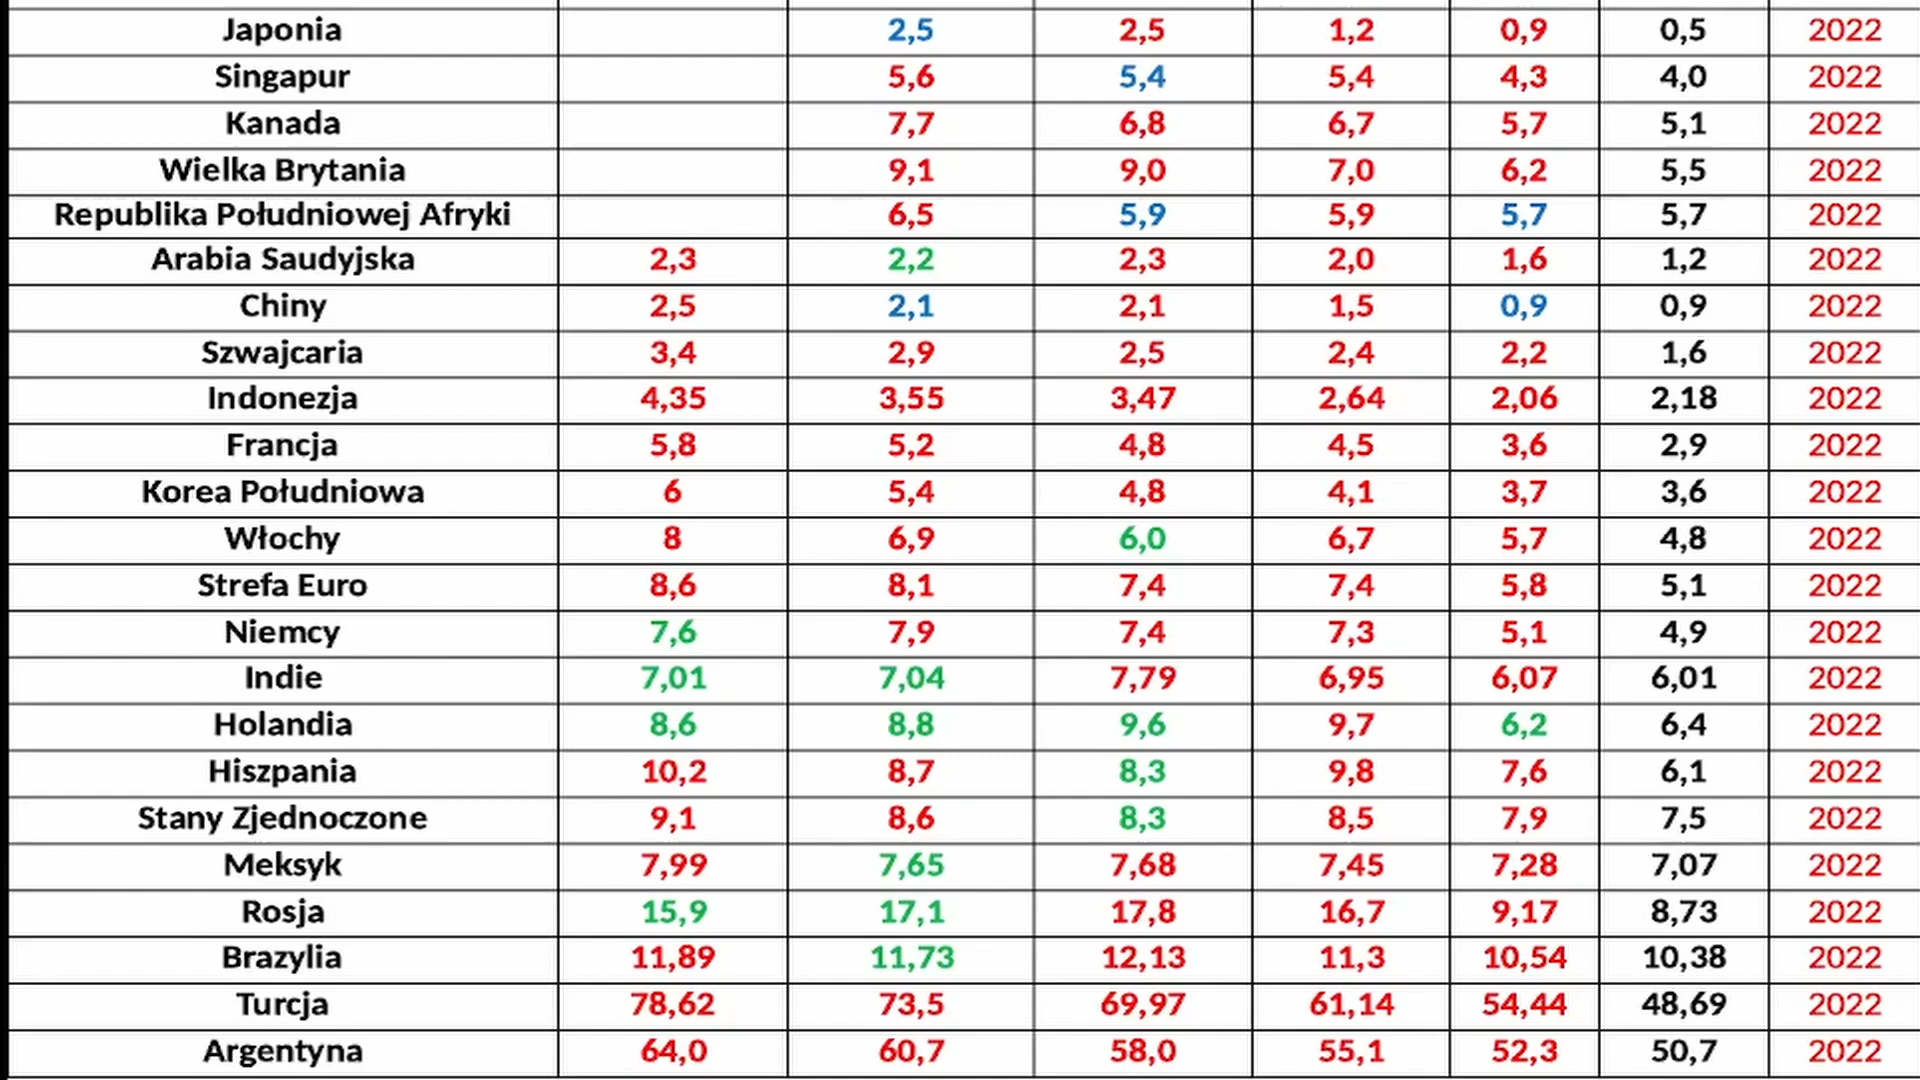 Japonia 2,5 2,5 1,2 0,9 0,5 2022
Singapur 5,6 5,4 5,4 4,3 4,0 2022
Kanada 7,7 6,8 6,7 5,7 5,1 2022
Wielka Brytania 9,1 9,0 7,0 6,2 5,5 2022
Republika Południowej Afryki 6,5 5,9 5,9 5,7 5,7 2022
Arabia Saudyjska 2,3 2,2 2,3 2,0 1,6 1,2 2022
Chiny 2,5 2,1 2,1 1,5 0,9 0,9 2022
Szwajcaria 3,4 2,9 2,5 2,4 2,2 1,6 2022
Indonezja 4,35 3,55 3,47 2,64 2,06 2,18 2022
Francja 5,8 5,2 4,8 4,5 3,6 2,9 2022
Korea Południowa 6 5,4 4,8 4,1 3,7 3,6 2022
Włochy 8 6,9 6,0 6,7 5,7 4,8 2022
Strefa Euro 8,6 8,1 7,4 7,4 5,8 5,1 2022
Niemcy 7,6 7,9 7,4 7,3 5,1 4,9 2022
Indie 7,01 7,04 7,79 6,95 6,07 6,01 2022
Holandia 8,6 8,8 9,6 9,7 6,2 6,4 2022
Hiszpania 10,2 8,7 8,3 9,8 7,6 6,1 2022
Stany Zjednoczone 9,1 8,6 8,3 8,5 7,9 7,5 2022
Meksyk 7,99 7,65 7,68 7,45 7,28 7,07 2022
Rosja 15,9 17,1 17,8 16,7 9,17 8,73 2022
Brazylia 11,89 11,73 12,13 11,3 10,54 10,38 2022
Turcja 78,62 73,5 69,97 61,14 54,44 48,69 2022
Argentyna 64,0 60,7 58,0 55,1 52,3 50,7 2022